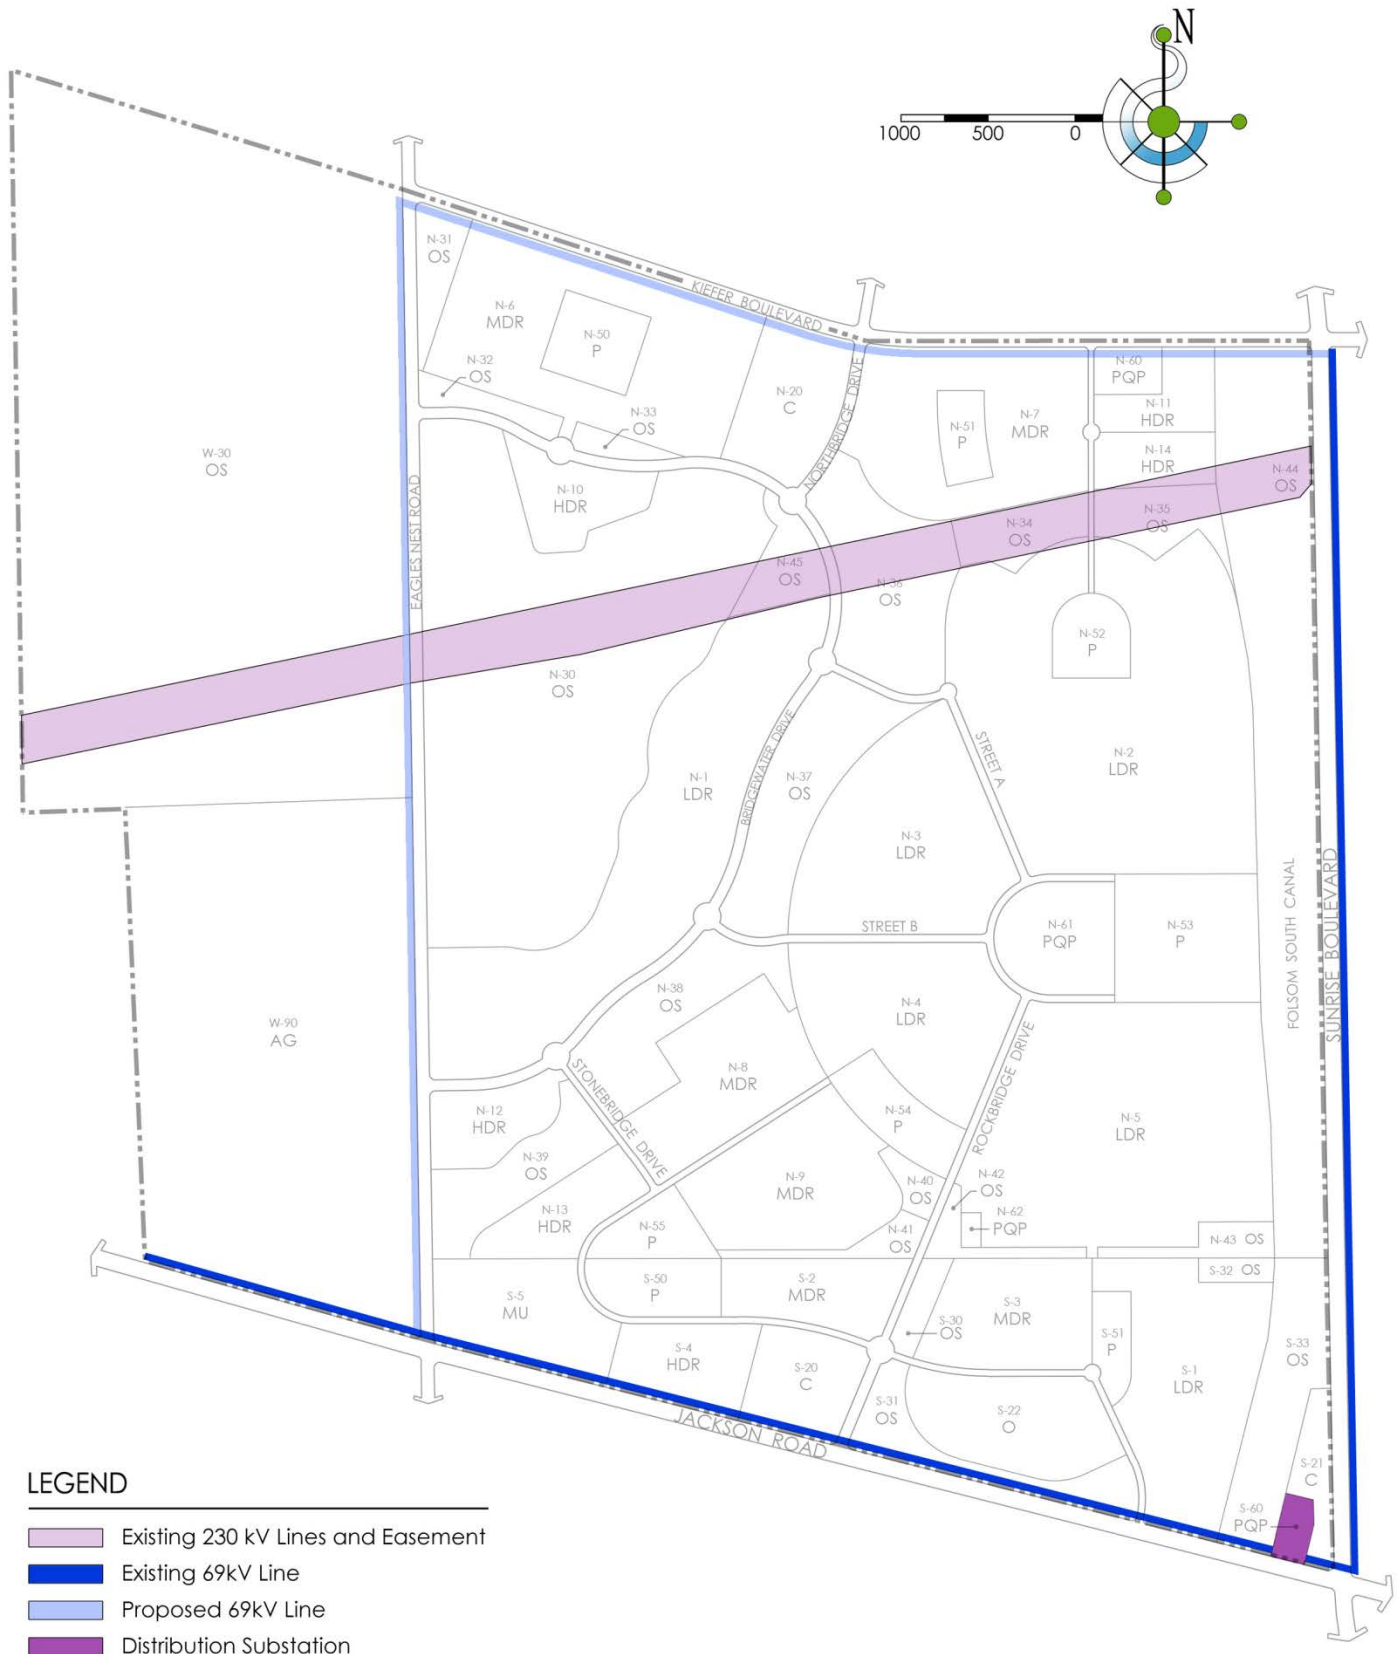 N
1000 500 0
N-31
OS
KIEFER BOULEVARD
N-6
MDR
N-50
P
N-32
OS
N-33
OS
N-20
C
NORTHBRIDGE DRIVE
N-60
PQP
N-51
P
N-7
MDR
N-11
HDR
N-14
HDR
N-44
OS
W-30
OS
EAGLES NEST ROAD
N-10
HDR
N-34
OS
N-35
OS
N-45
OS
N-36
OS
N-52
P
N-30
OS
N-1
LDR
BRIDGEWATER DRIVE
N-37
OS
STREET A
N-2
LDR
N-3
LDR
STREET B
N-61
PQP
N-53
P
FOLSOM SOUTH CANAL
SUNRISE BOULEVARD
W-90
AG
N-38
OS
N-4
LDR
ROCKBRIDGE DRIVE
N-8
MDR
STONEBRIDGE DRIVE
N-12
HDR
N-54
P
N-5
LDR
N-39
OS
N-9
MDR
N-40
OS
N-42
OS
N-13
HDR
N-55
P
N-41
OS
N-62
PQP
N-43 OS
S-32 OS
S-5
MU
S-50
P
S-2
MDR
S-3
MDR
S-30
OS
S-51
P
S-33
OS
S-4
HDR
S-20
C
S-1
LDR
S-31
OS
S-22
O
JACKSON ROAD
S-21
C
S-60
PQP
LEGEND
Existing 230 kV Lines and Easement
Existing 69kV Line
Proposed 69kV Line
Distribution Substation